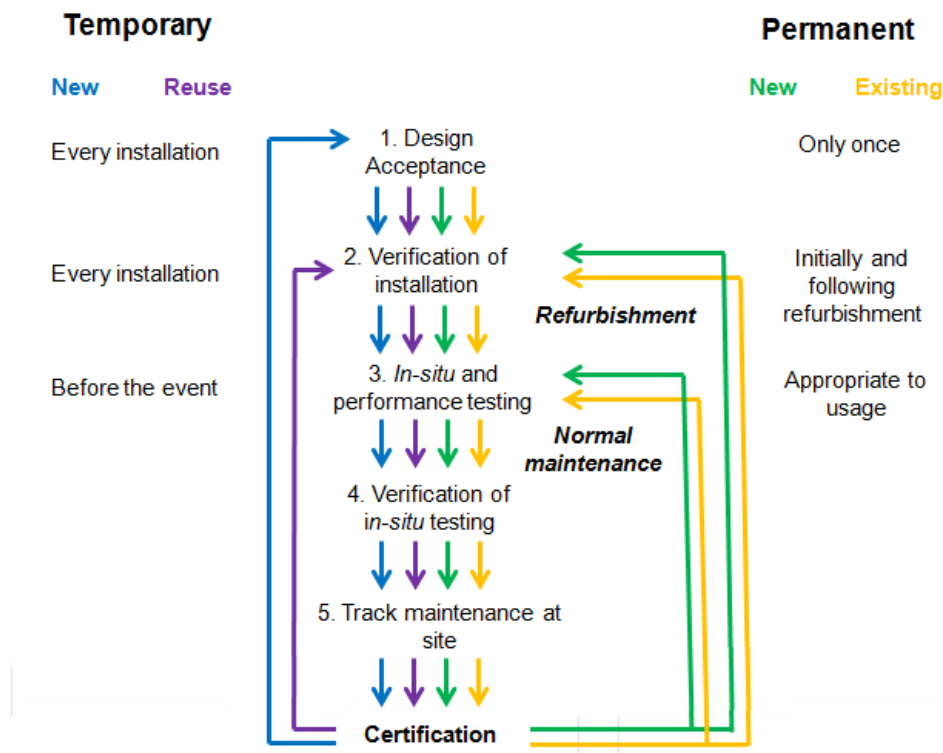 Temporary
Permanent
New
Reuse
New
Existing
Every installation
1. Design
Acceptance
Only once
Every installation
2. Verification of
installation
Initially and
following
refurbishment
Refurbishment
Before the event
3. In-situ and
performance testing
Appropriate to
usage
Normal
maintenance
4. Verification of
in-situ testing
5. Track maintenance at
site
Certification